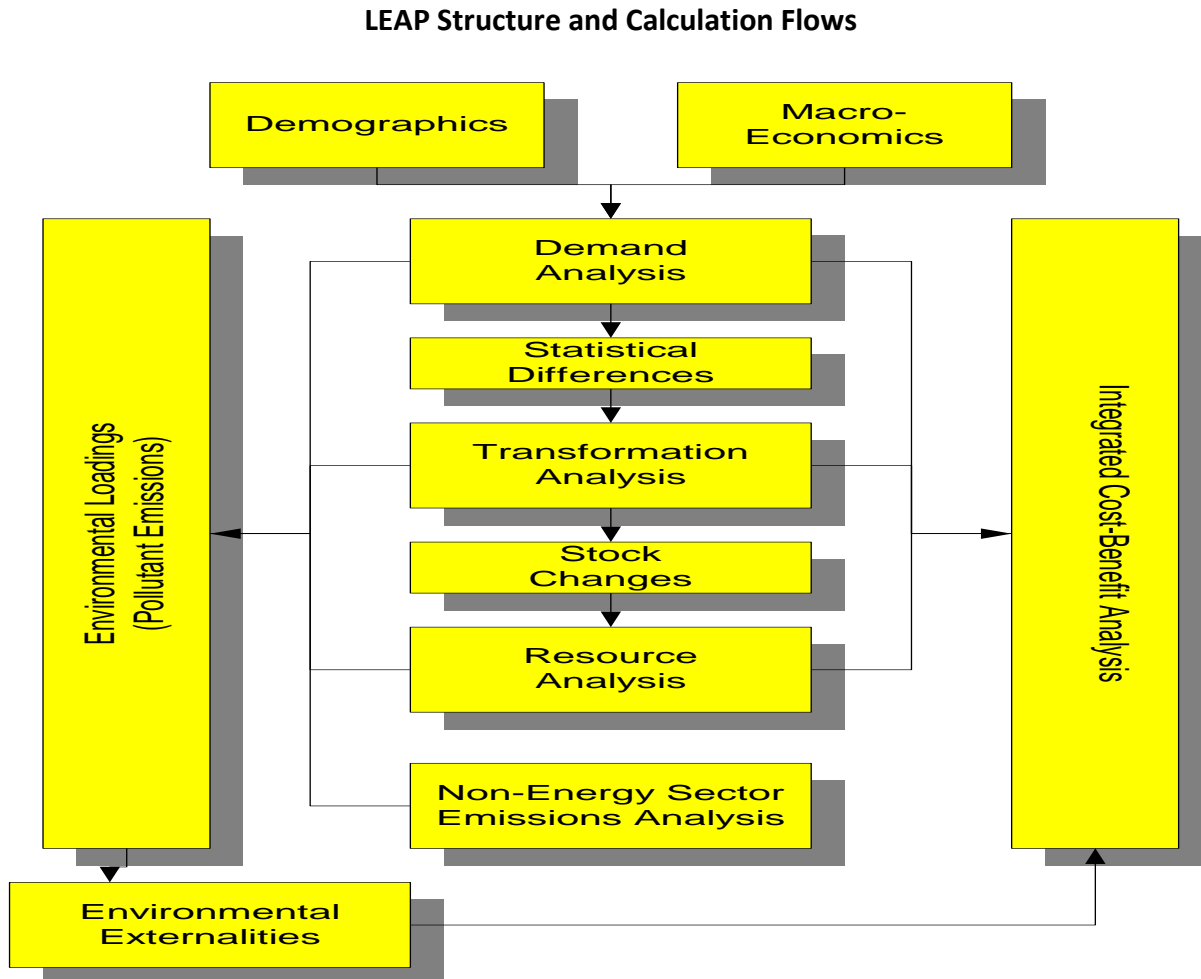 LEAP Structure and Calculation Flows
Demographics
Macro-
Economics
Demand
Analysis
Statistical
Differences
Transformation
Analysis
Stock
Changes
Resource
Analysis
Non-Energy Sector
Emissions Analysis
Environmental Loadings
(Pollutant Emissions)
Integrated Cost-Benefit Analysis
Environmental
Externalities